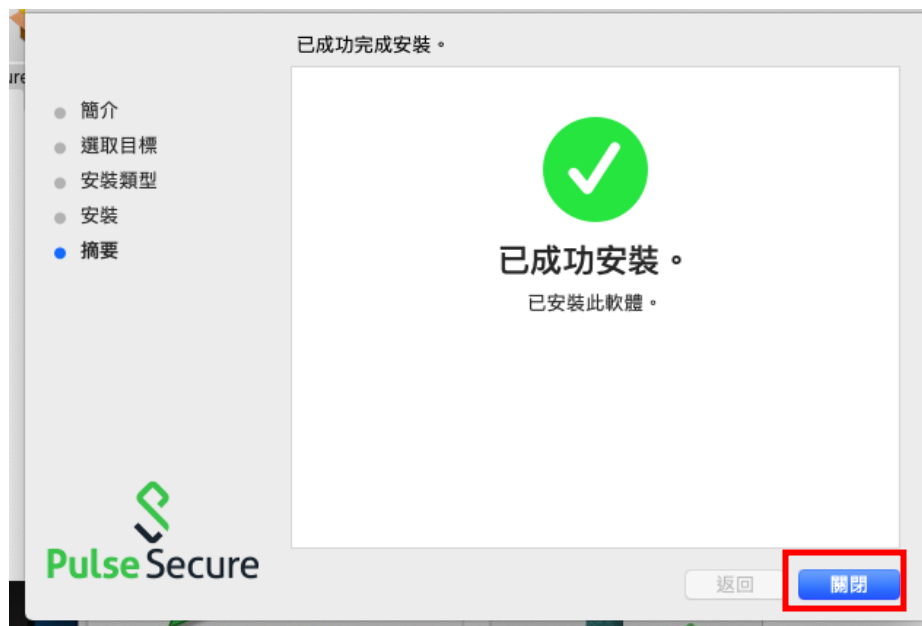 已成功完成安裝。
ure
簡介
選取目標
安裝類型
安裝
摘要
已成功安裝。
已安裝此軟體。
Pulse Secure
返回
關閉